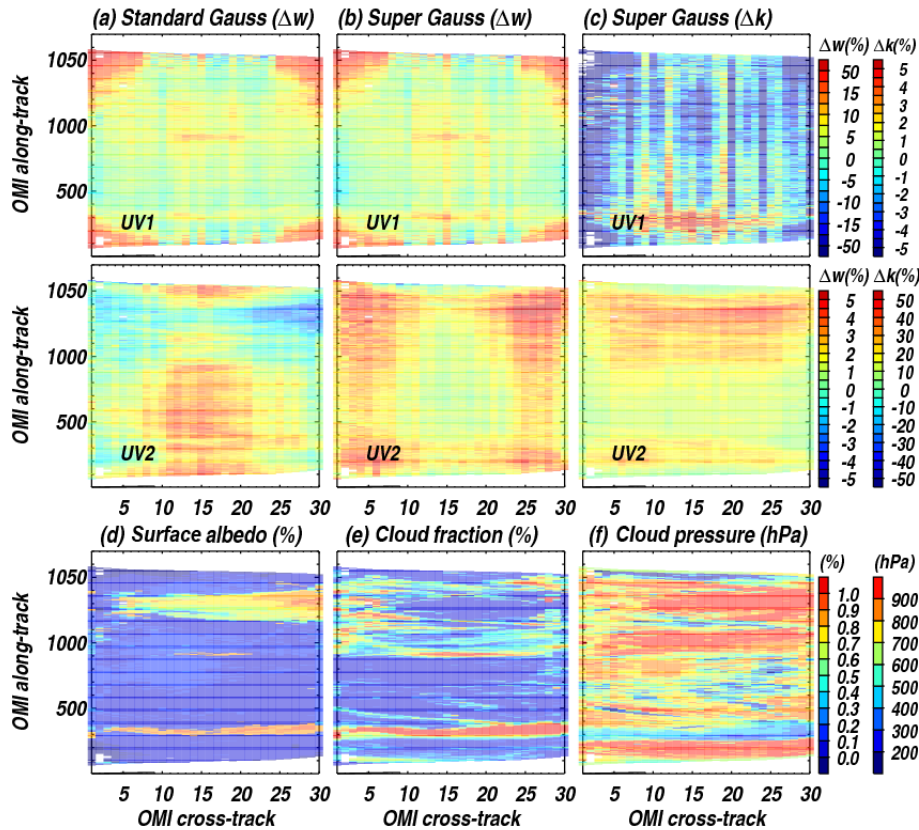 (a) Standard Gauss (Δw) (b) Super Gauss (Δw) (c) Super Gauss (Δk)
OMI along-track
1050
1000
500
UV1
UV1
UV1
Δw(%) Δk(%)
50 5
15 4
10 3
5 2
1
0 0
-1
-5 -2
-10 -3
-15 -4
-50 -5
OMI along-track
1050
1000
500
UV2
UV2
Δw(%) Δk(%)
5 50
4 40
3 30
2 20
1 10
0 0
-1 -10
-2 -20
-3 -30
-4 -40
-5 -50
5 10 15 20 25 30 5 10 15 20 25 30 5 10 15 20 25 30
(d) Surface albedo (%) (e) Cloud fraction (%) (f) Cloud pressure (hPa)
OMI along-track
1050
1000
500
(%) (hPa)
1.0
0.9 900
0.8 800
0.7 700
0.6 600
0.5 500
0.4 400
0.3 300
0.2 200
0.1
0.0
5 10 15 20 25 30 5 10 15 20 25 30 5 10 15 20 25 30
OMI cross-track OMI cross-track OMI cross-track